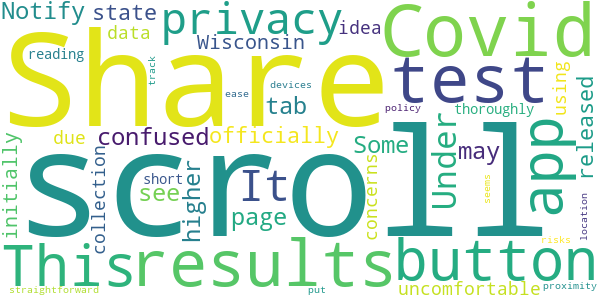 Notify state privacy Covid
data Wisconsin idea
reading track devices
Share test
ease tab policy thoroughly using
due confused officially released
initially collection higher Some may Under app
scroll
short see It page concerns seems
This results button location
risks
straightforward put uncomfortable proximity